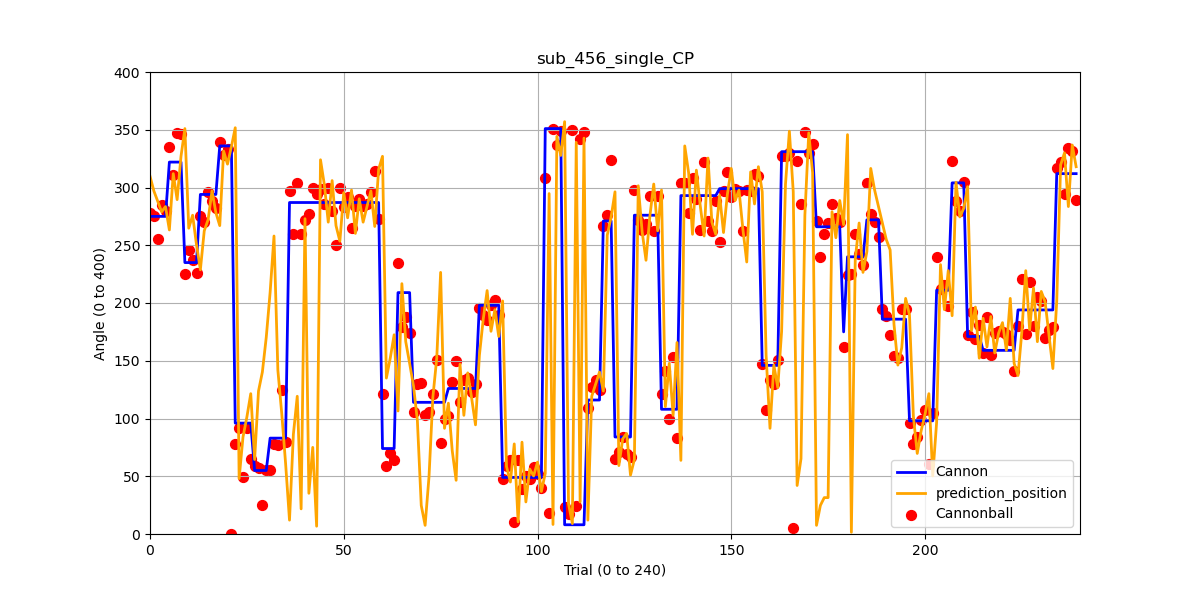 sub_456_single_CP
400
350
300
250
200
150
100
50
0
Angle (0 to 400)
0 50 100 150 200
Trial (0 to 240)
Cannon
prediction_position
Cannonball